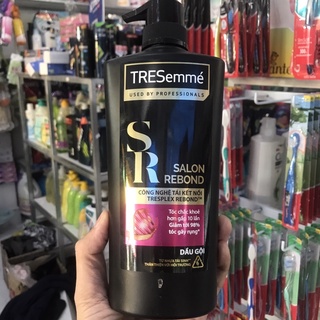 TRESemmé
USED BY PROFESSIONALS
SR
SALON
REBOND
CÔNG NGHỆ TÁI KẾT NỐI
TRESPLEX REBOND™
Tóc chắc khoẻ
hơn gấp 10 lần
Giảm tới 98%
tóc gãy rụng*
DẦU GỘI